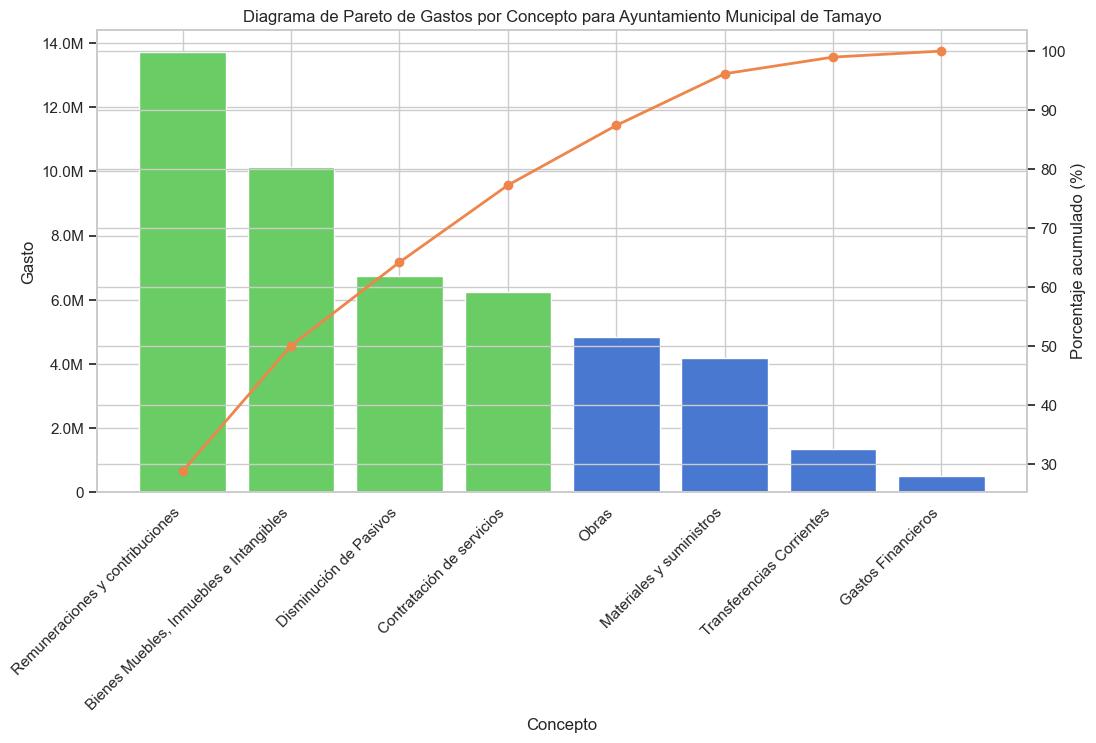 Diagrama de Pareto de Gastos por Concepto para Ayuntamiento Municipal de Tamayo
14.0M
12.0M
10.0M
8.0M
6.0M
4.0M
2.0M
0
Gasto
100
90
80
70
60
50
40
30
Porcentaje acumulado (%)
Remuneraciones y contribuciones
Bienes Muebles, Inmuebles e Intangibles
Disminución de Pasivos
Contratación de servicios
Obras
Materiales y suministros
Transferencias Corrientes
Gastos Financieros
Concepto